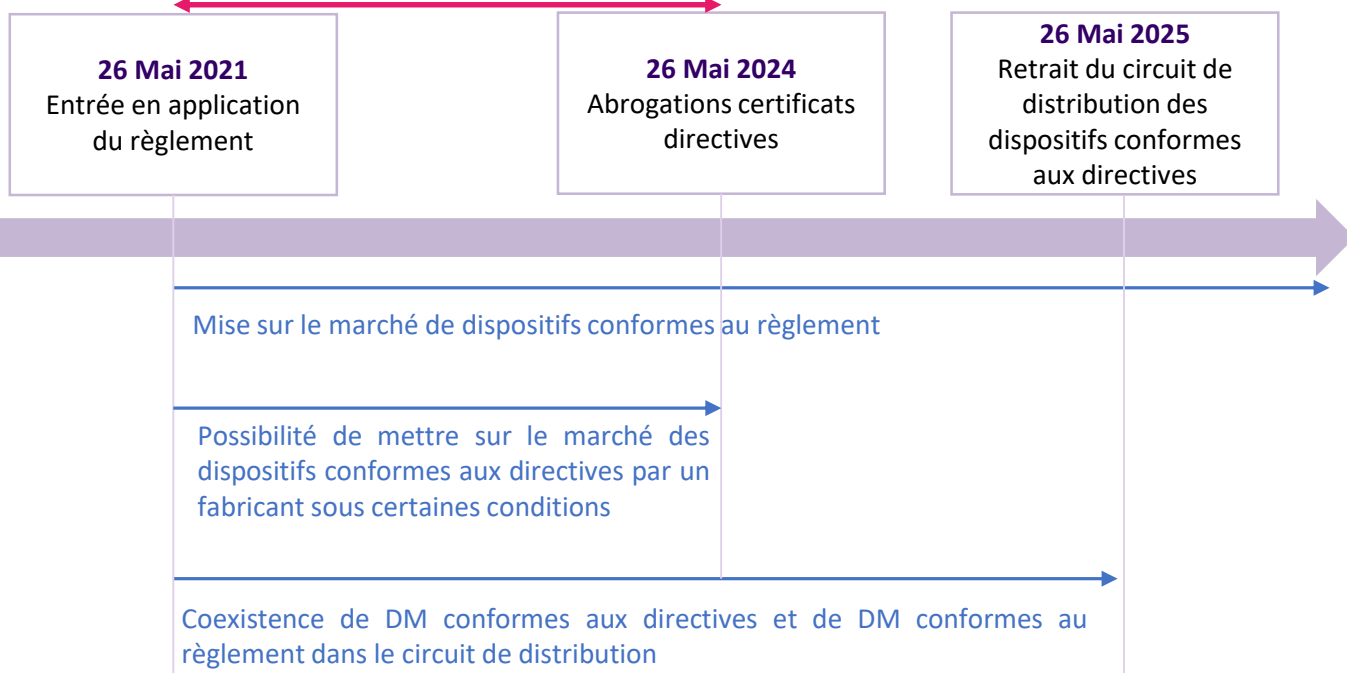 26 Mai 2021
Entrée en application
du règlement
26 Mai 2024
Abrogations certificats
directives
26 Mai 2025
Retrait du circuit de
distribution des
dispositifs conformes
aux directives
Mise sur le marché de dispositifs conformes au règlement
Possibilité de mettre sur le marché des
dispositifs conformes aux directives par un
fabricant sous certaines conditions
Coexistence de DM conformes aux directives et de DM conformes au
règlement dans le circuit de distribution